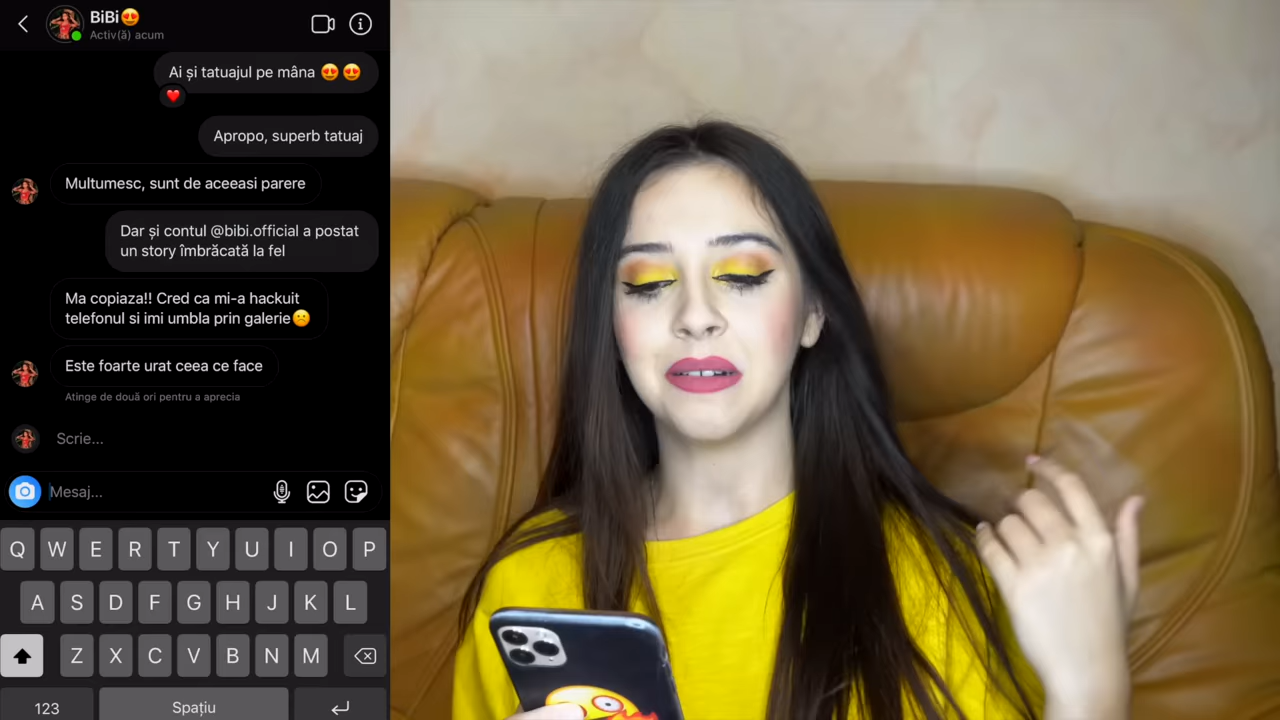 BiBi😍
Activ(ă) acum
Ai și tatuajul pe mâna 😍😍
Apropo, superb tatuaj
Multumesc, sunt de aceeasi parere
Dar și contul @bibi.official a postat
un story îmbrăcată la fel
Ma copiaza!! Cred ca mi-a hackuit
telefonul si imi umbla prin galerie☹️
Este foarte urat ceea ce face
Atinge de două ori pentru a aprecia
Scrie...
Mesaj...
Q W E R T Y U I O P
A S D F G H J K L
Z X C V B N M
123 Spațiu